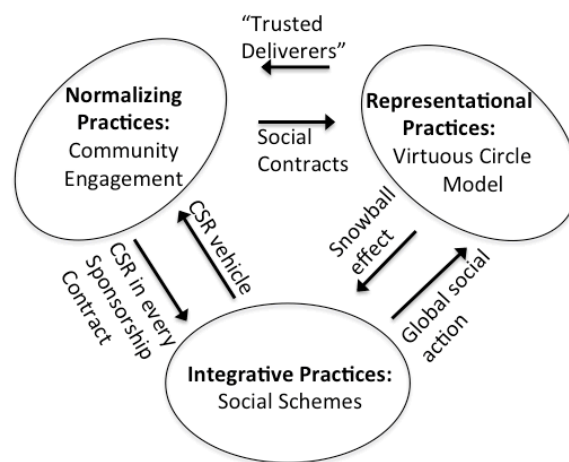 “Trusted
Deliverers”
Normalizing
Practices:
Community
Engagement
Social
Contracts
Representational
Practices:
Virtuous Circle
Model
CSR in every
Sponsorship
Contract
CSR vehicle
Snowball
effect
Global social
action
Integrative Practices:
Social Schemes